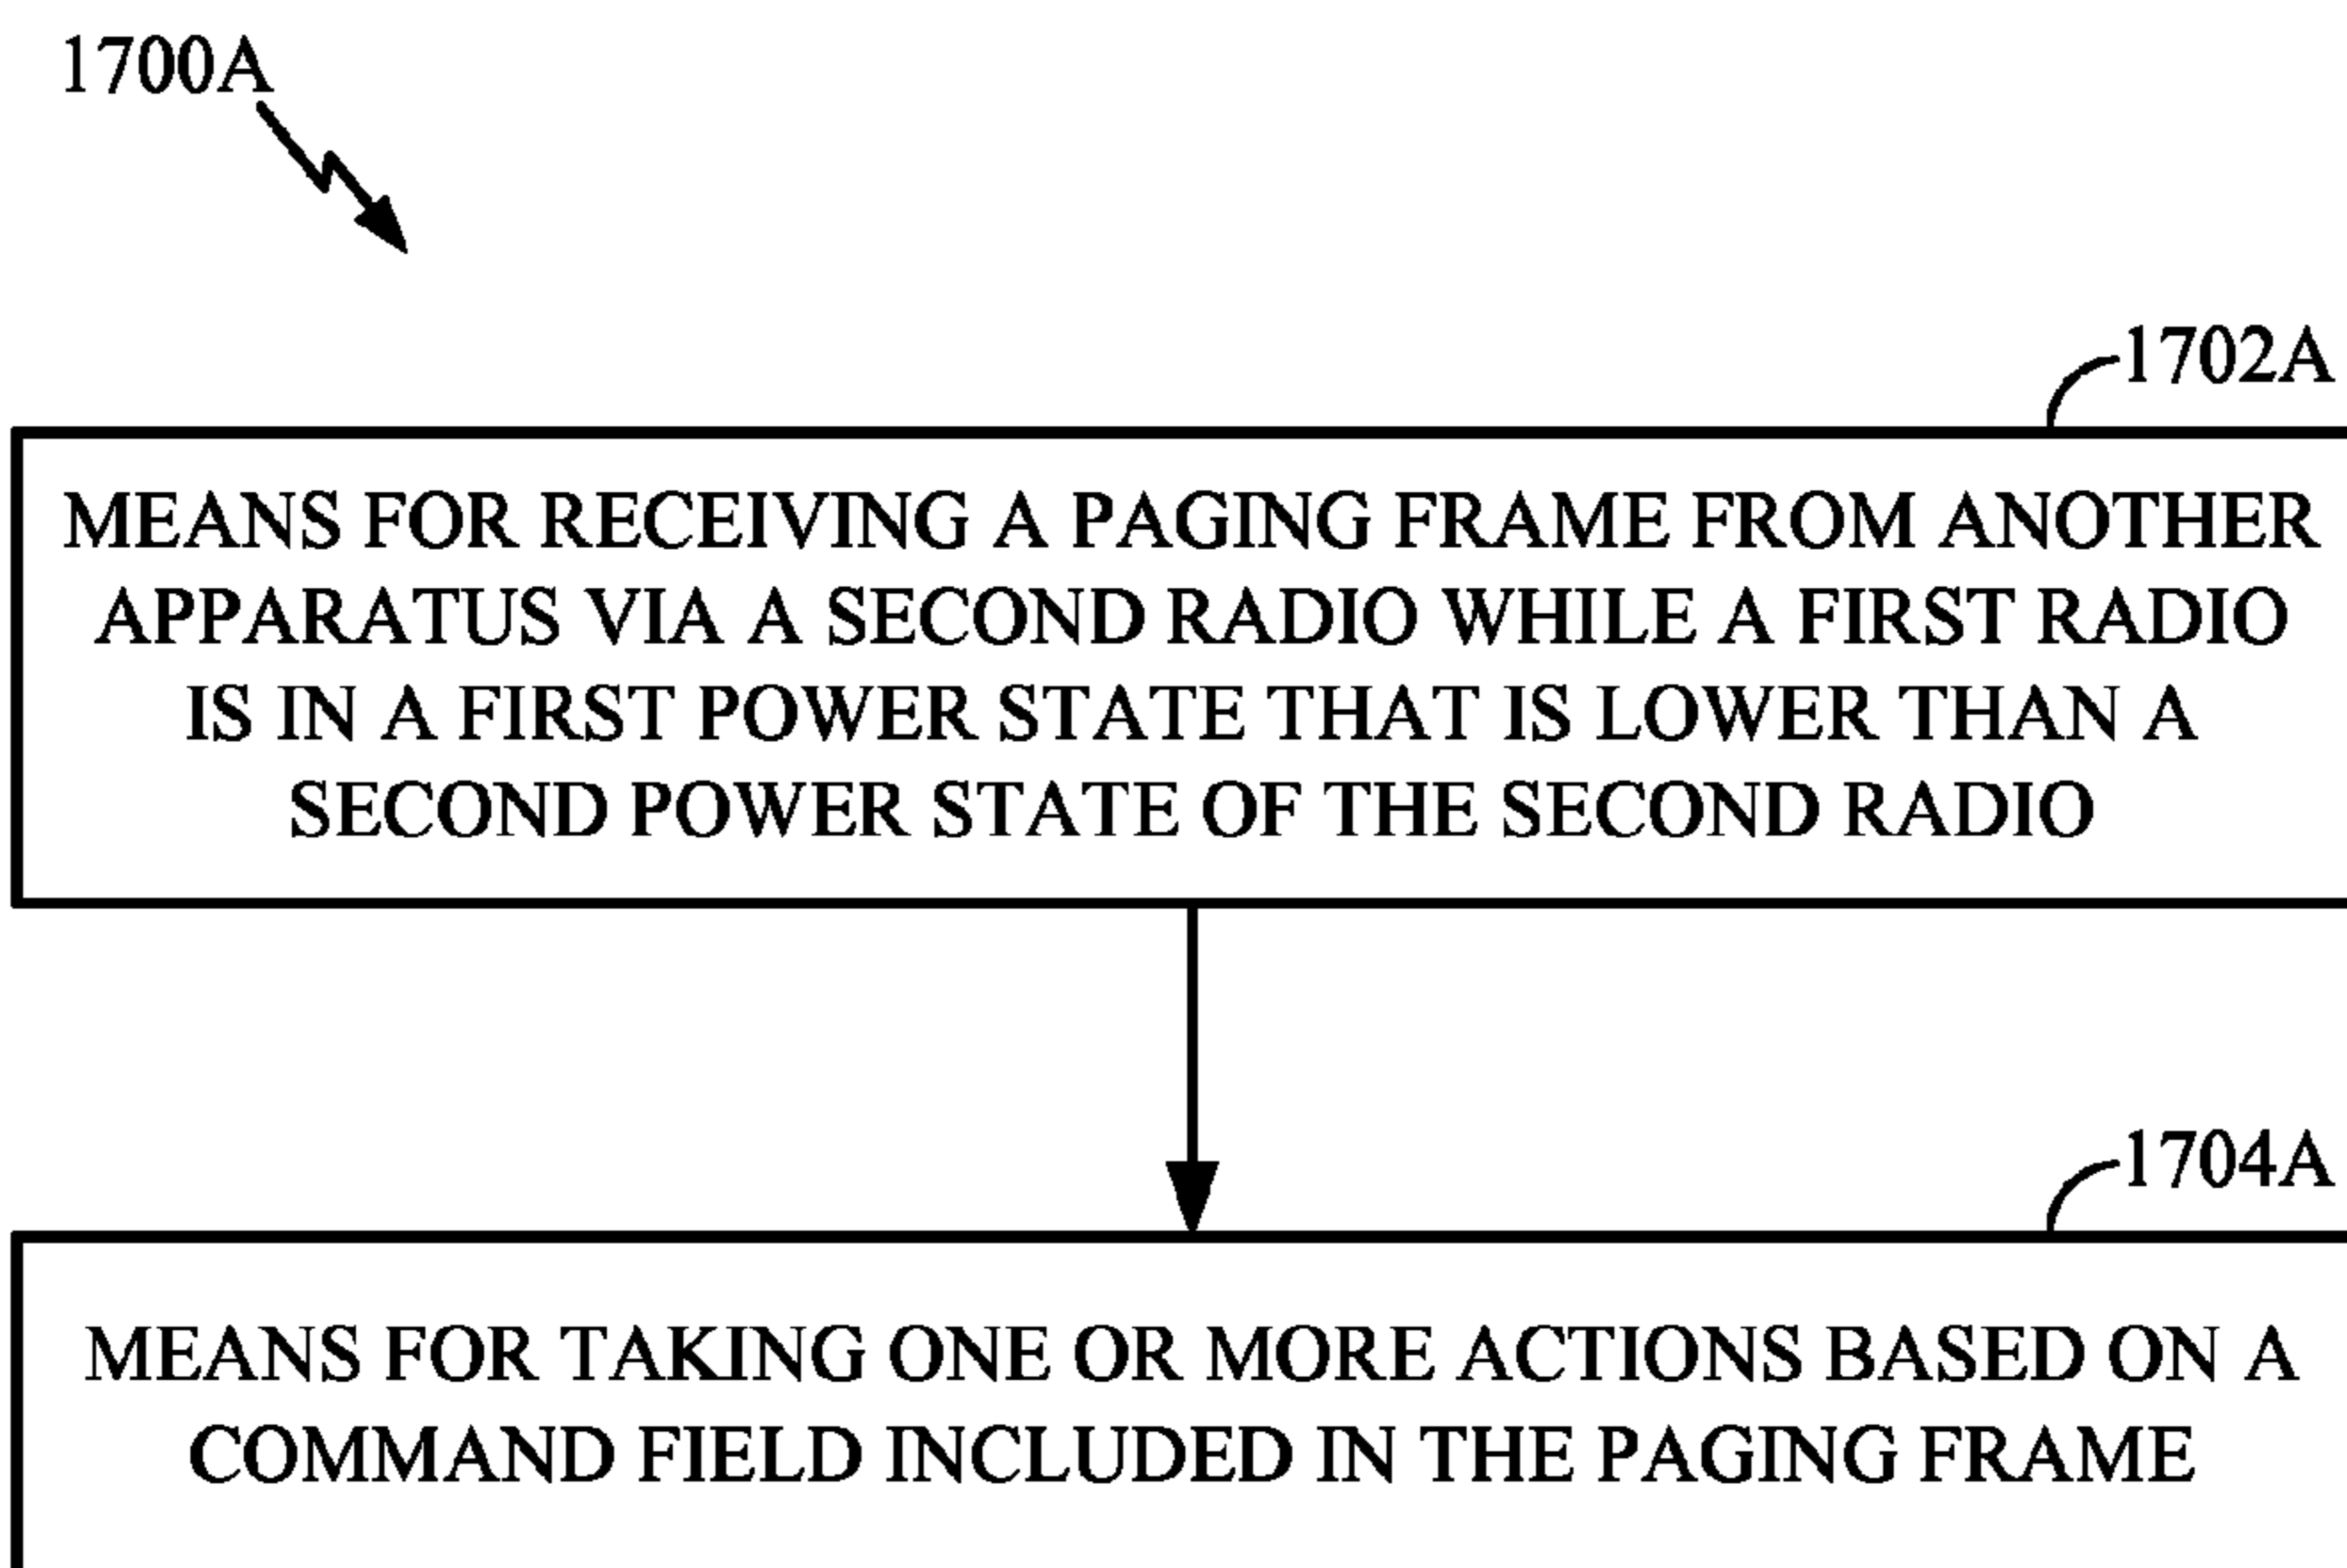 1700A
1702A
MEANS FOR RECEIVING A PAGING FRAME FROM ANOTHER
APPARATUS VIA A SECOND RADIO WHILE A FIRST RADIO
IS IN A FIRST POWER STATE THAT IS LOWER THAN A
SECOND POWER STATE OF THE SECOND RADIO
1704A
MEANS FOR TAKING ONE OR MORE ACTIONS BASED ON A
COMMAND FIELD INCLUDED IN THE PAGING FRAME